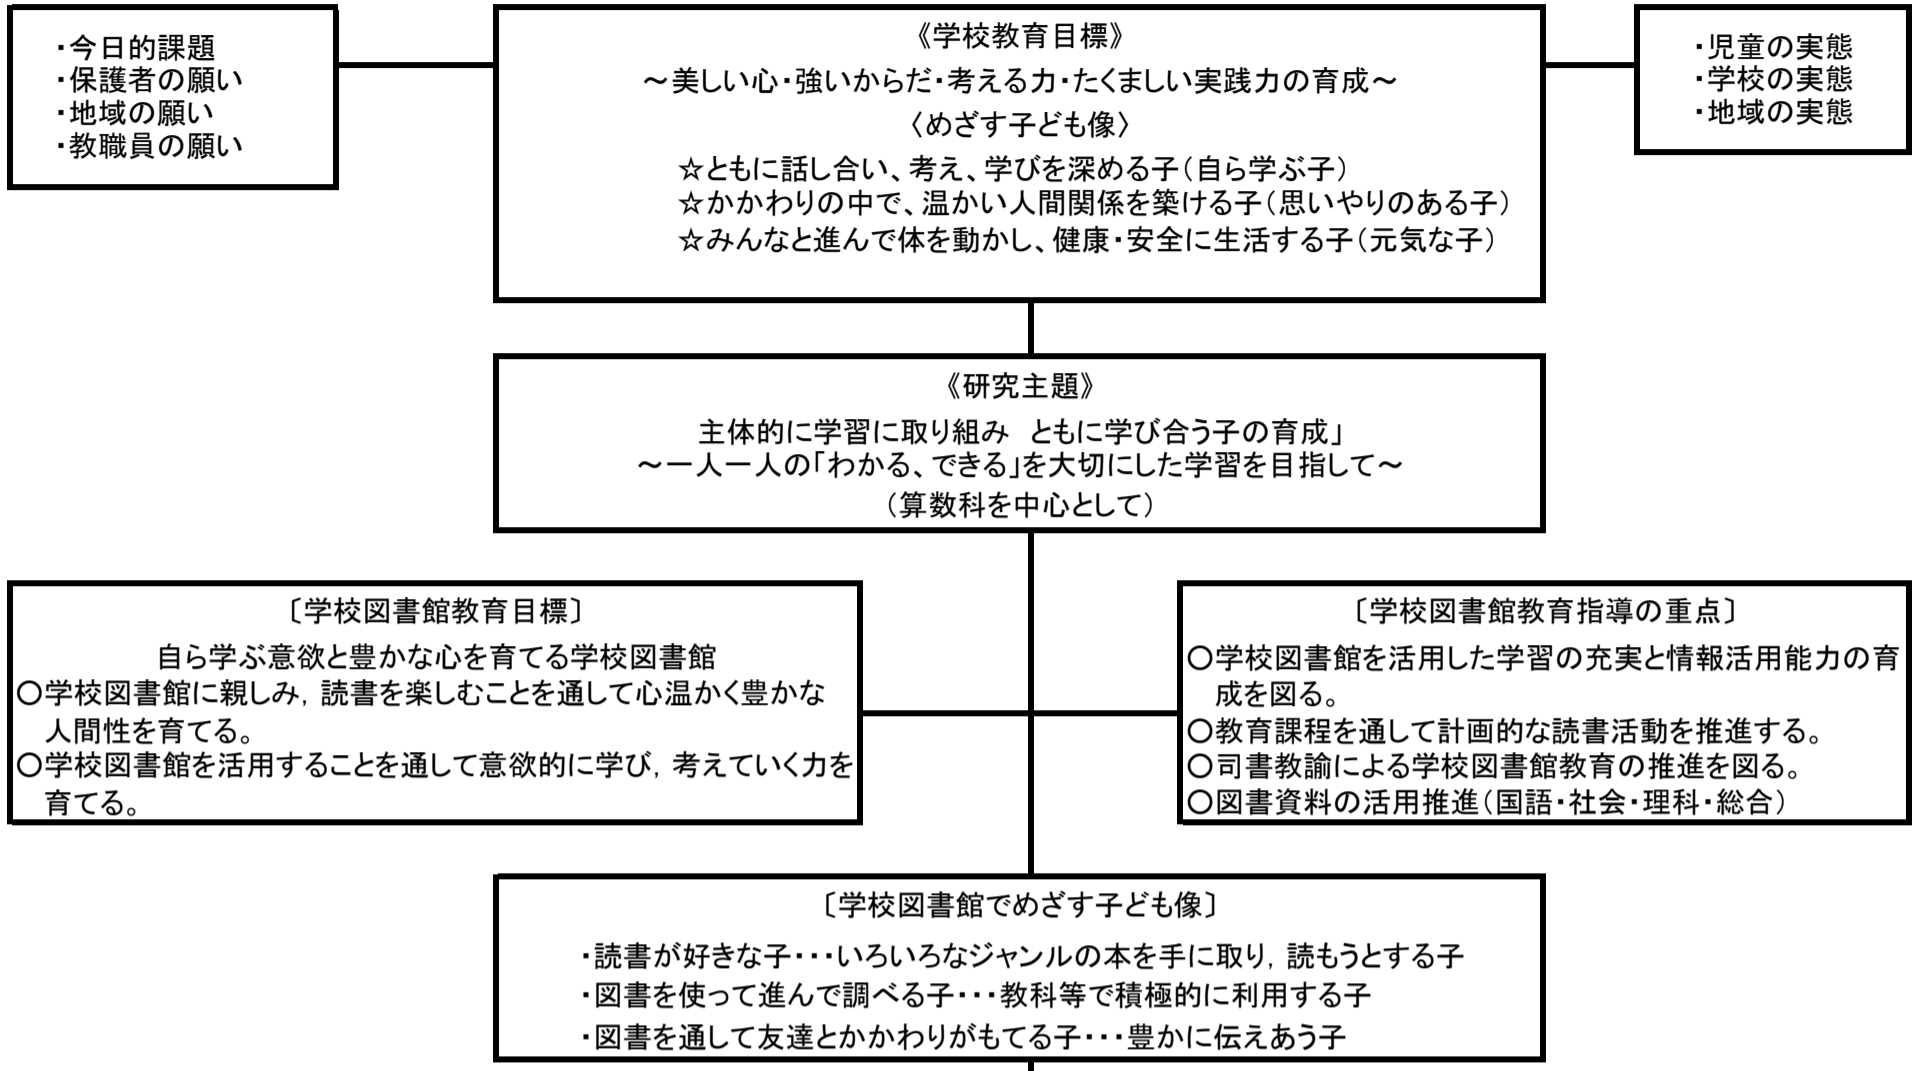 ・今日的課題
・保護者の願い
・地域の願い
・教職員の願い
《学校教育目標》
～美しい心・強いからだ・考える力・たくましい実践力の育成～
〈めざす子ども像〉
☆ともに話し合い、考え、学びを深める子（自ら学ぶ子）
☆かかわりの中で、温かい人間関係を築ける子（思いやりのある子）
☆みんなと進んで体を動かし、健康・安全に生活する子（元気な子）
・児童の実態
・学校の実態
・地域の実態
《研究主題》
主体的に学習に取り組み　ともに学び合う子の育成」
～一人一人の「わかる、できる」を大切にした学習を目指して～
（算数科を中心として）
〔学校図書館教育目標〕
自ら学ぶ意欲と豊かな心を育てる学校図書館
○学校図書館に親しみ，読書を楽しむことを通して心温かく豊かな
人間性を育てる。
○学校図書館を活用することを通して意欲的に学び，考えていく力を
育てる。
〔学校図書館教育指導の重点〕
○学校図書館を活用した学習の充実と情報活用能力の育
成を図る。
○教育課程を通して計画的な読書活動を推進する。
○司書教諭による学校図書館教育の推進を図る。
○図書資料の活用推進（国語・社会・理科・総合）
〔学校図書館でめざす子ども像〕
・読書が好きな子・・・いろいろなジャンルの本を手に取り，読もうとする子
・図書を使って進んで調べる子・・・教科等で積極的に利用する子
・図書を通して友達とかかわりがもてる子・・・豊かに伝えあう子